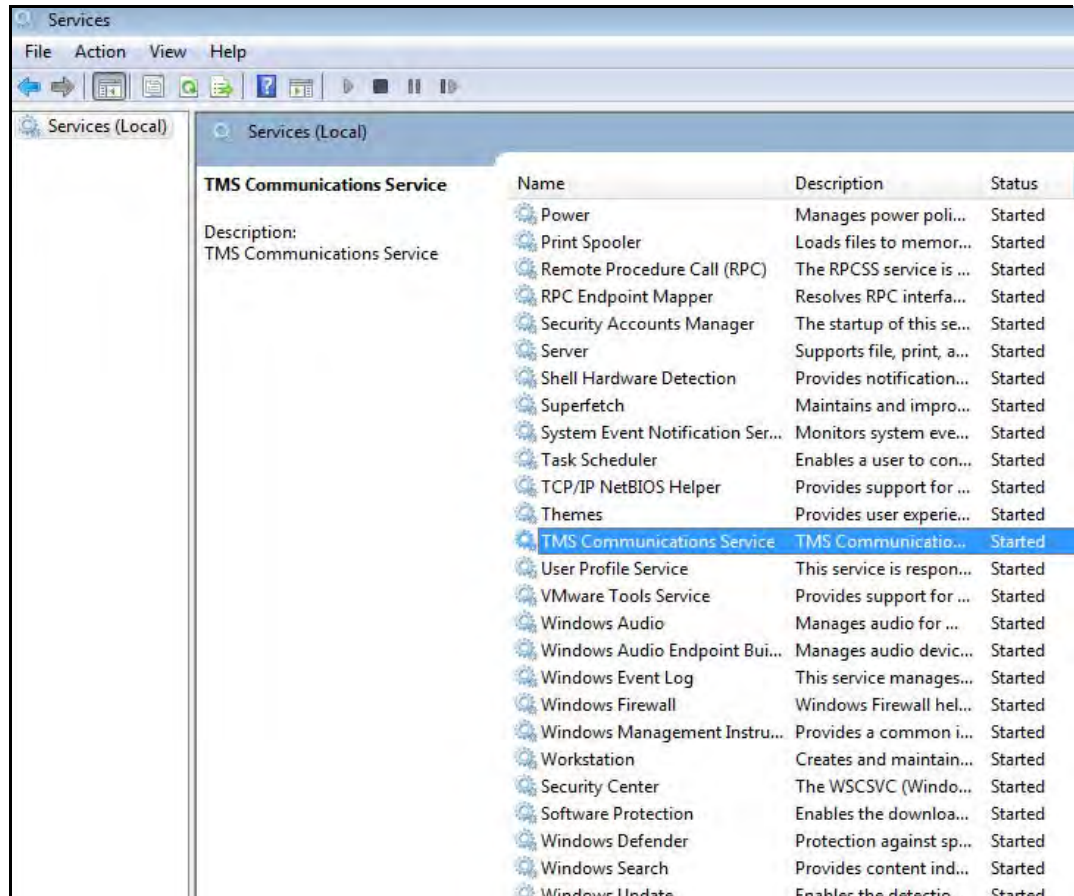 Services
File Action View Help
Services (Local)
Services (Local)
TMS Communications Service
Description:
TMS Communications Service
Name Description Status
Power Manages power poli... Started
Print Spooler Loads files to memor... Started
Remote Procedure Call (RPC) The RPCSS service is ... Started
RPC Endpoint Mapper Resolves RPC interfa... Started
Security Accounts Manager The startup of this se... Started
Server Supports file, print, a... Started
Shell Hardware Detection Provides notification... Started
Superfetch Maintains and impro... Started
System Event Notification Ser... Monitors system eve... Started
Task Scheduler Enables a user to con... Started
TCP/IP NetBIOS Helper Provides support for ... Started
Themes Provides user experie... Started
TMS Communications Service TMS Communicatio... Started
User Profile Service This service is respon... Started
VMware Tools Service Provides support for ... Started
Windows Audio Manages audio for ... Started
Windows Audio Endpoint Bui... Manages audio devic... Started
Windows Event Log This service manages... Started
Windows Firewall Windows Firewall hel... Started
Windows Management Instru... Provides a common i... Started
Workstation Creates and maintain... Started
Security Center The WSCSVC (Windo... Started
Software Protection Enables the downloa... Started
Windows Defender Protection against sp... Started
Windows Search Provides content ind... Started
Windows Update Enables the detectio... Started